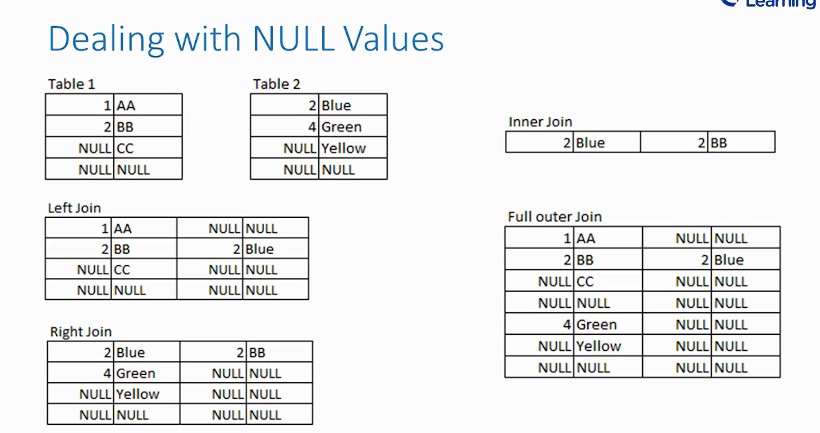 Learning
Dealing with NULL Values
Table 1
1 AA
2 BB
NULL CC
NULL NULL
Table 2
2 Blue
4 Green
NULL Yellow
NULL NULL
Inner Join
2 Blue 2 BB
Left Join
1 AA NULL NULL
2 BB 2 Blue
NULL CC NULL NULL
NULL NULL NULL NULL
Right Join
2 Blue 2 BB
4 Green NULL NULL
NULL Yellow NULL NULL
NULL NULL NULL NULL
Full outer Join
1 AA NULL NULL
2 BB 2 Blue
NULL CC NULL NULL
NULL NULL NULL NULL
4 Green NULL NULL
NULL Yellow NULL NULL
NULL NULL NULL NULL